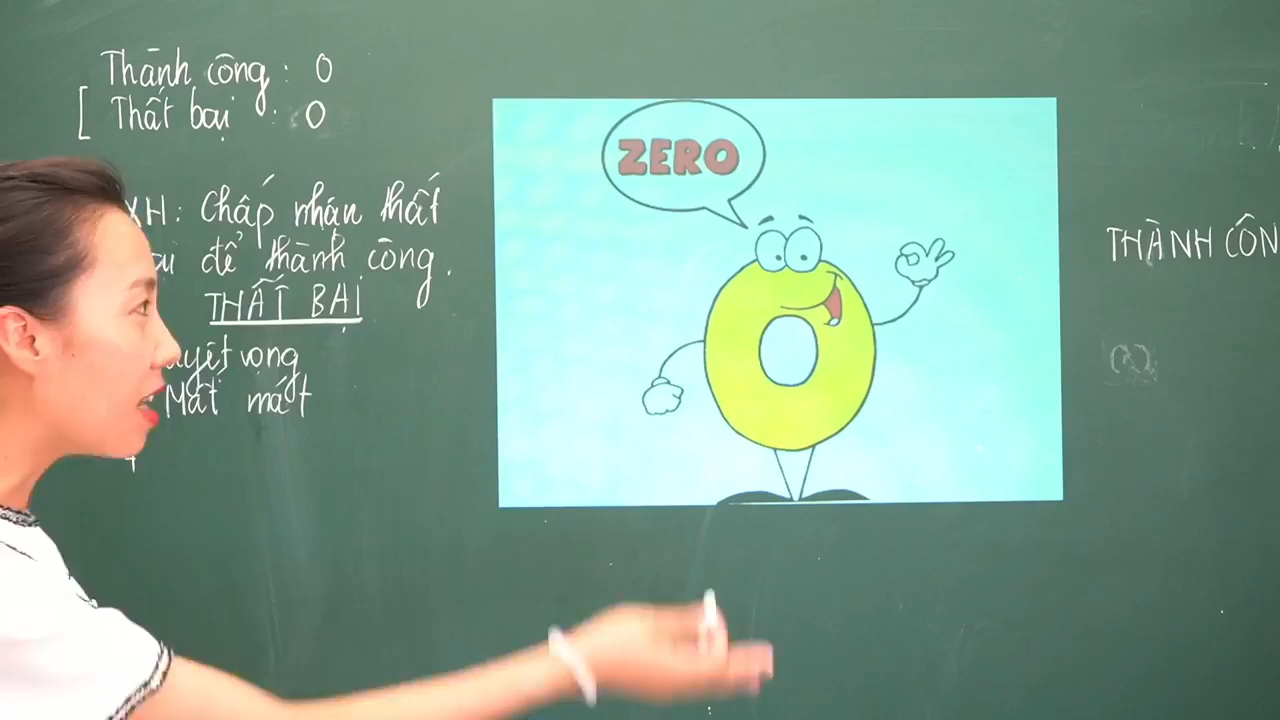 Thành công : 0
[ Thất bại : 0
XH: Chấp nhận thất
để thành công.
THẤT BẠI
vọng
Mất mát
ZERO
THÀNH CÔN